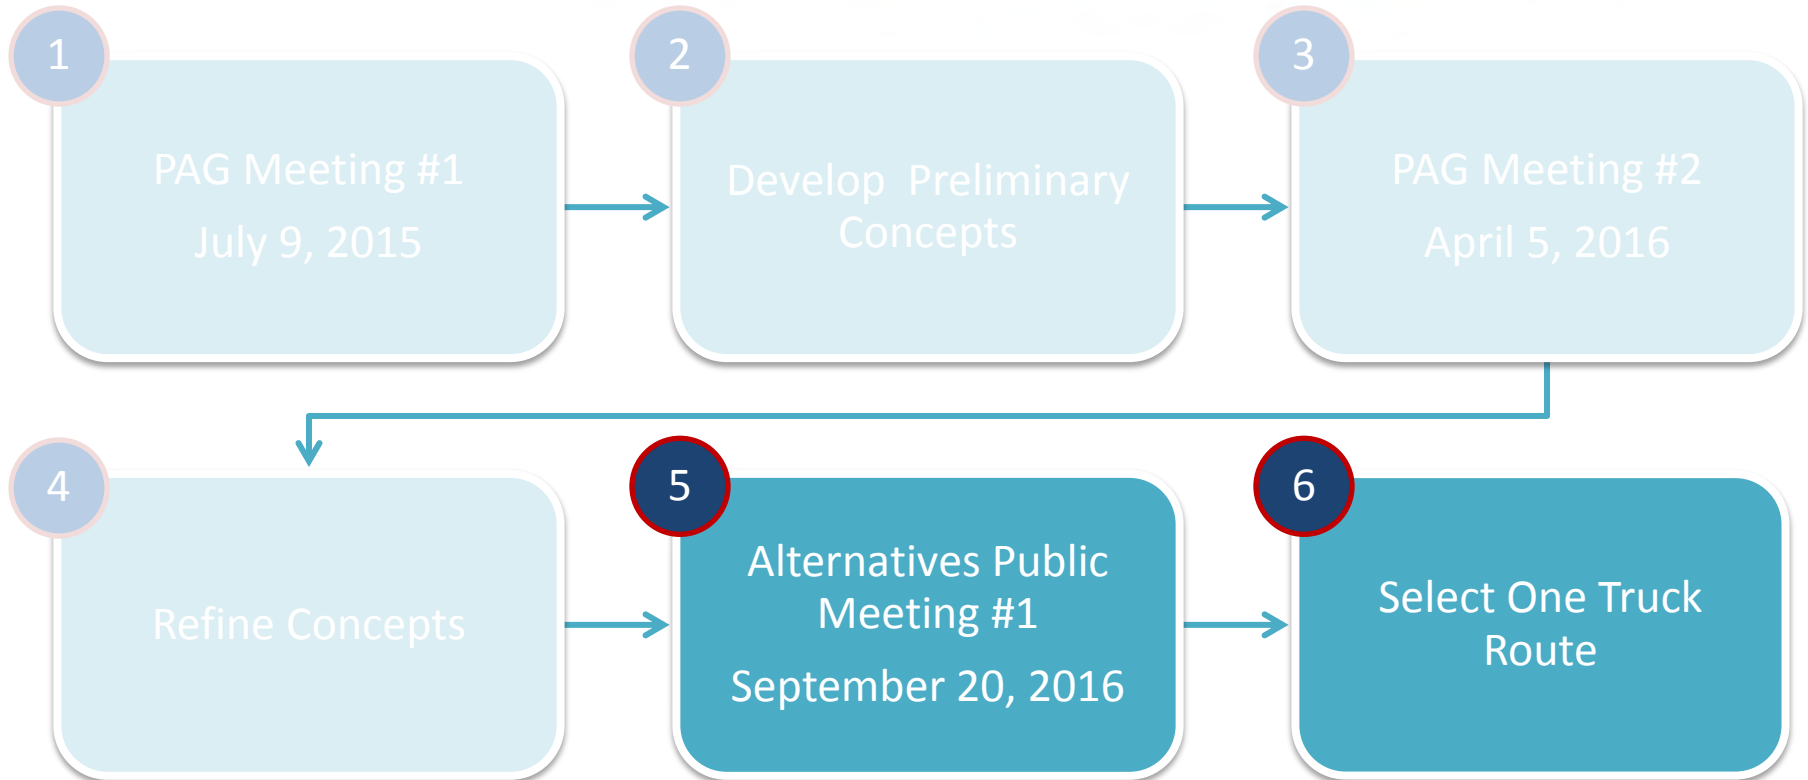 1
PAG Meeting #1
July 9, 2015
2
Develop  Preliminary
Concepts
3
PAG Meeting #2
April 5, 2016
4
Refine Concepts
5
Alternatives Public
Meeting #1
September 20, 2016
6
Select One Truck
Route